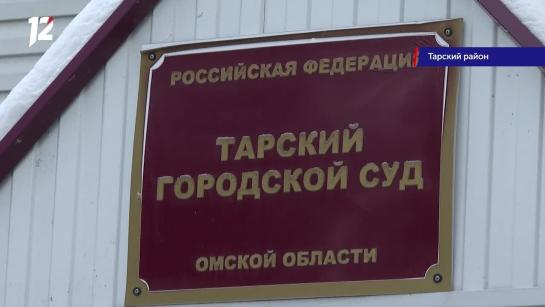 12
Тарский район
РОССИЙСКАЯ ФЕДЕРАЦИ
ТАРСКИЙ
ГОРОДСКОЙ СУД
ОМСКОЙ ОБЛАСТИ